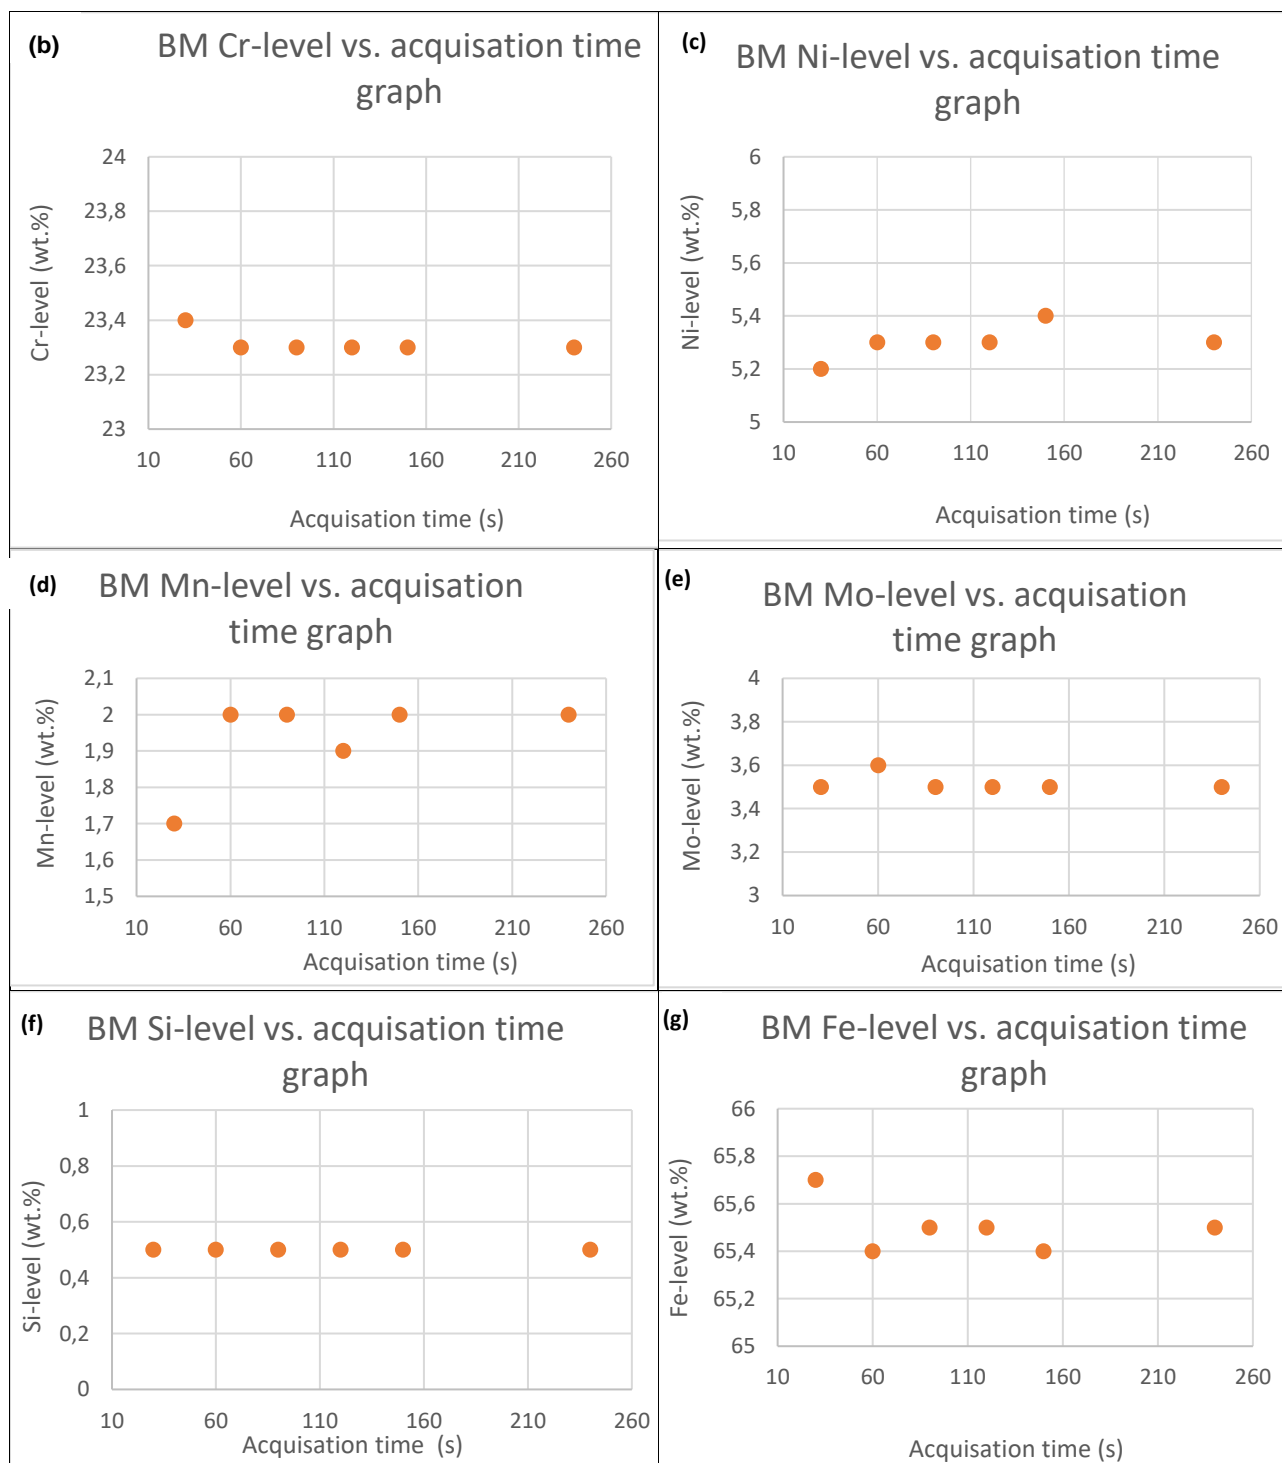 (b)
BM Cr-level vs. acquisation time
graph
24
23,8
23,6
23,4
23,2
23
Cr-level (wt.%)
10 60 110 160 210 260
Acquisation time (s)
(c)
BM Ni-level vs. acquisation time
graph
6
5,8
5,6
5,4
5,2
5
Ni-level (wt.%)
10 60 110 160 210 260
Acquisation time (s)
(d)
BM Mn-level vs. acquisation
time graph
2,1
2
1,9
1,8
1,7
1,6
1,5
Mn-level (wt.%)
10 60 110 160 210 260
Acquisation time (s)
(e)
BM Mo-level vs. acquisation
time graph
4
3,8
3,6
3,4
3,2
3
Mo-level (wt.%)
10 60 110 160 210 260
Acquisation time (s)
(f)
BM Si-level vs. acquisation time
graph
1
0,8
0,6
0,4
0,2
0
Si-level (wt.%)
10 60 110 160 210 260
Acquisation time (s)
(g)
BM Fe-level vs. acquisation time
graph
66
65,8
65,6
65,4
65,2
65
Fe-level (wt.%)
10 60 110 160 210 260
Acquisation time (s)